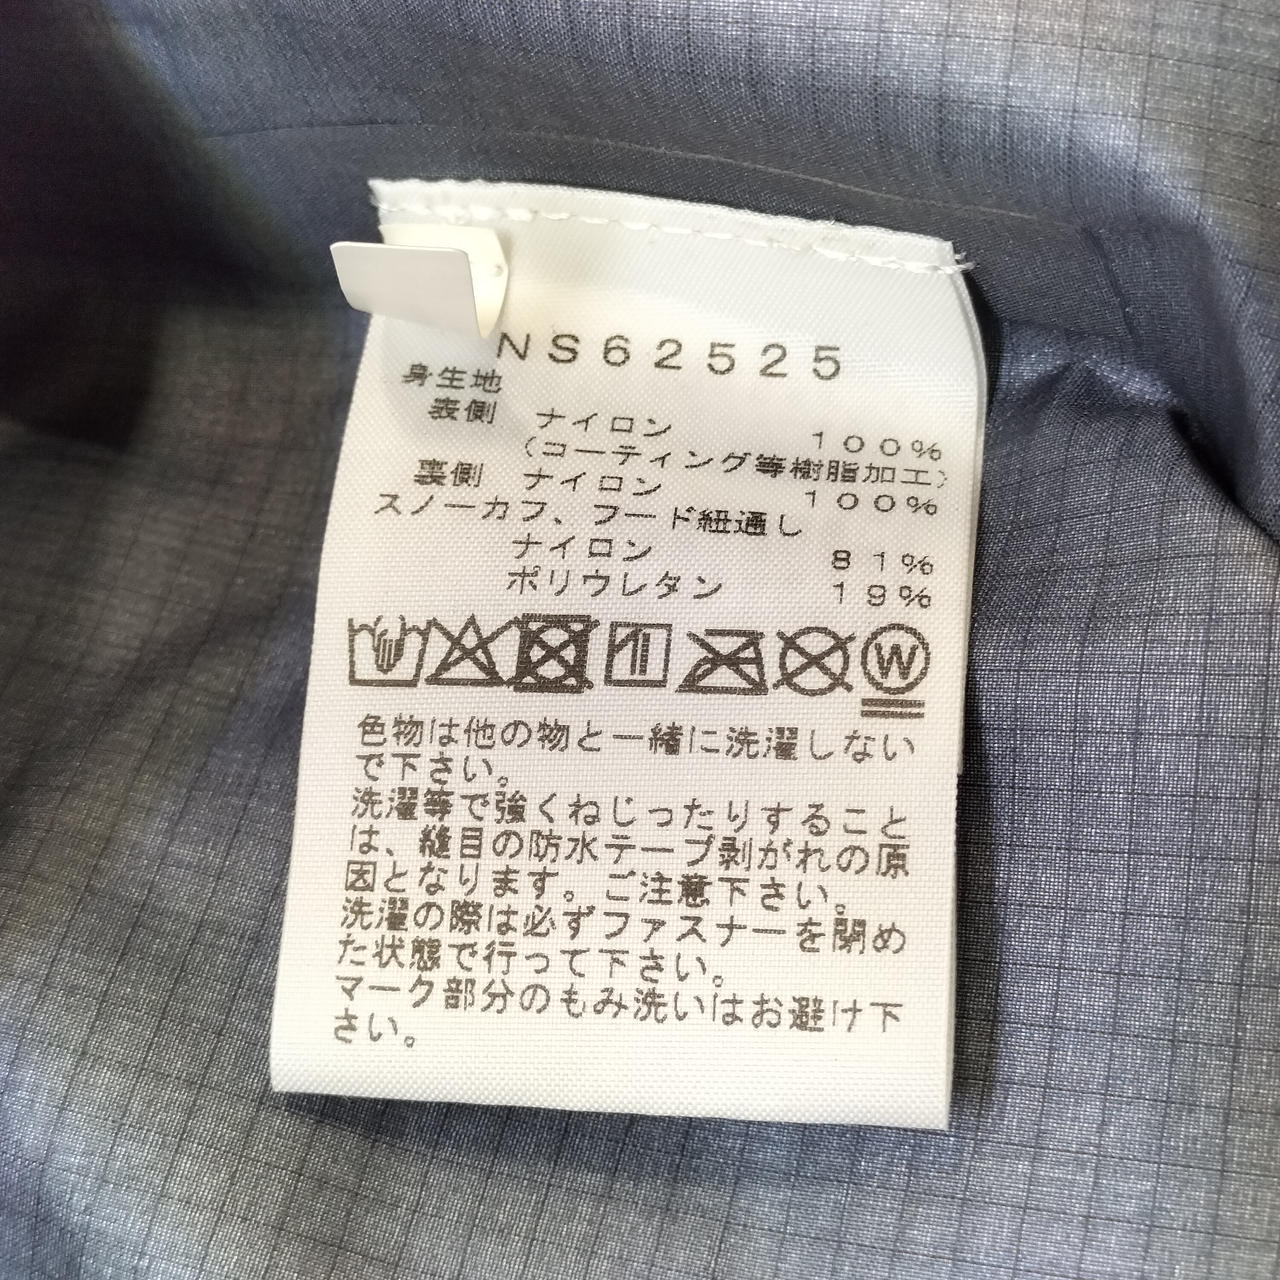 NS62525
身生地
表側 ナイロン 100%
(コーティング等樹脂加工)
裏側 ナイロン 100%
スノーカフ、フード紐通し
ナイロン 81%
ポリウレタン 19%
W
色物は他の物と一緒に洗濯しない
で下さい。
洗濯等で強くねじったりすること
は、縫目の防水テープ剥がれの原
因となります。ご注意下さい。
洗濯の際は必ずファスナーを閉め
た状態で行って下さい。
マーク部分のもみ洗いはお避け下
さい。